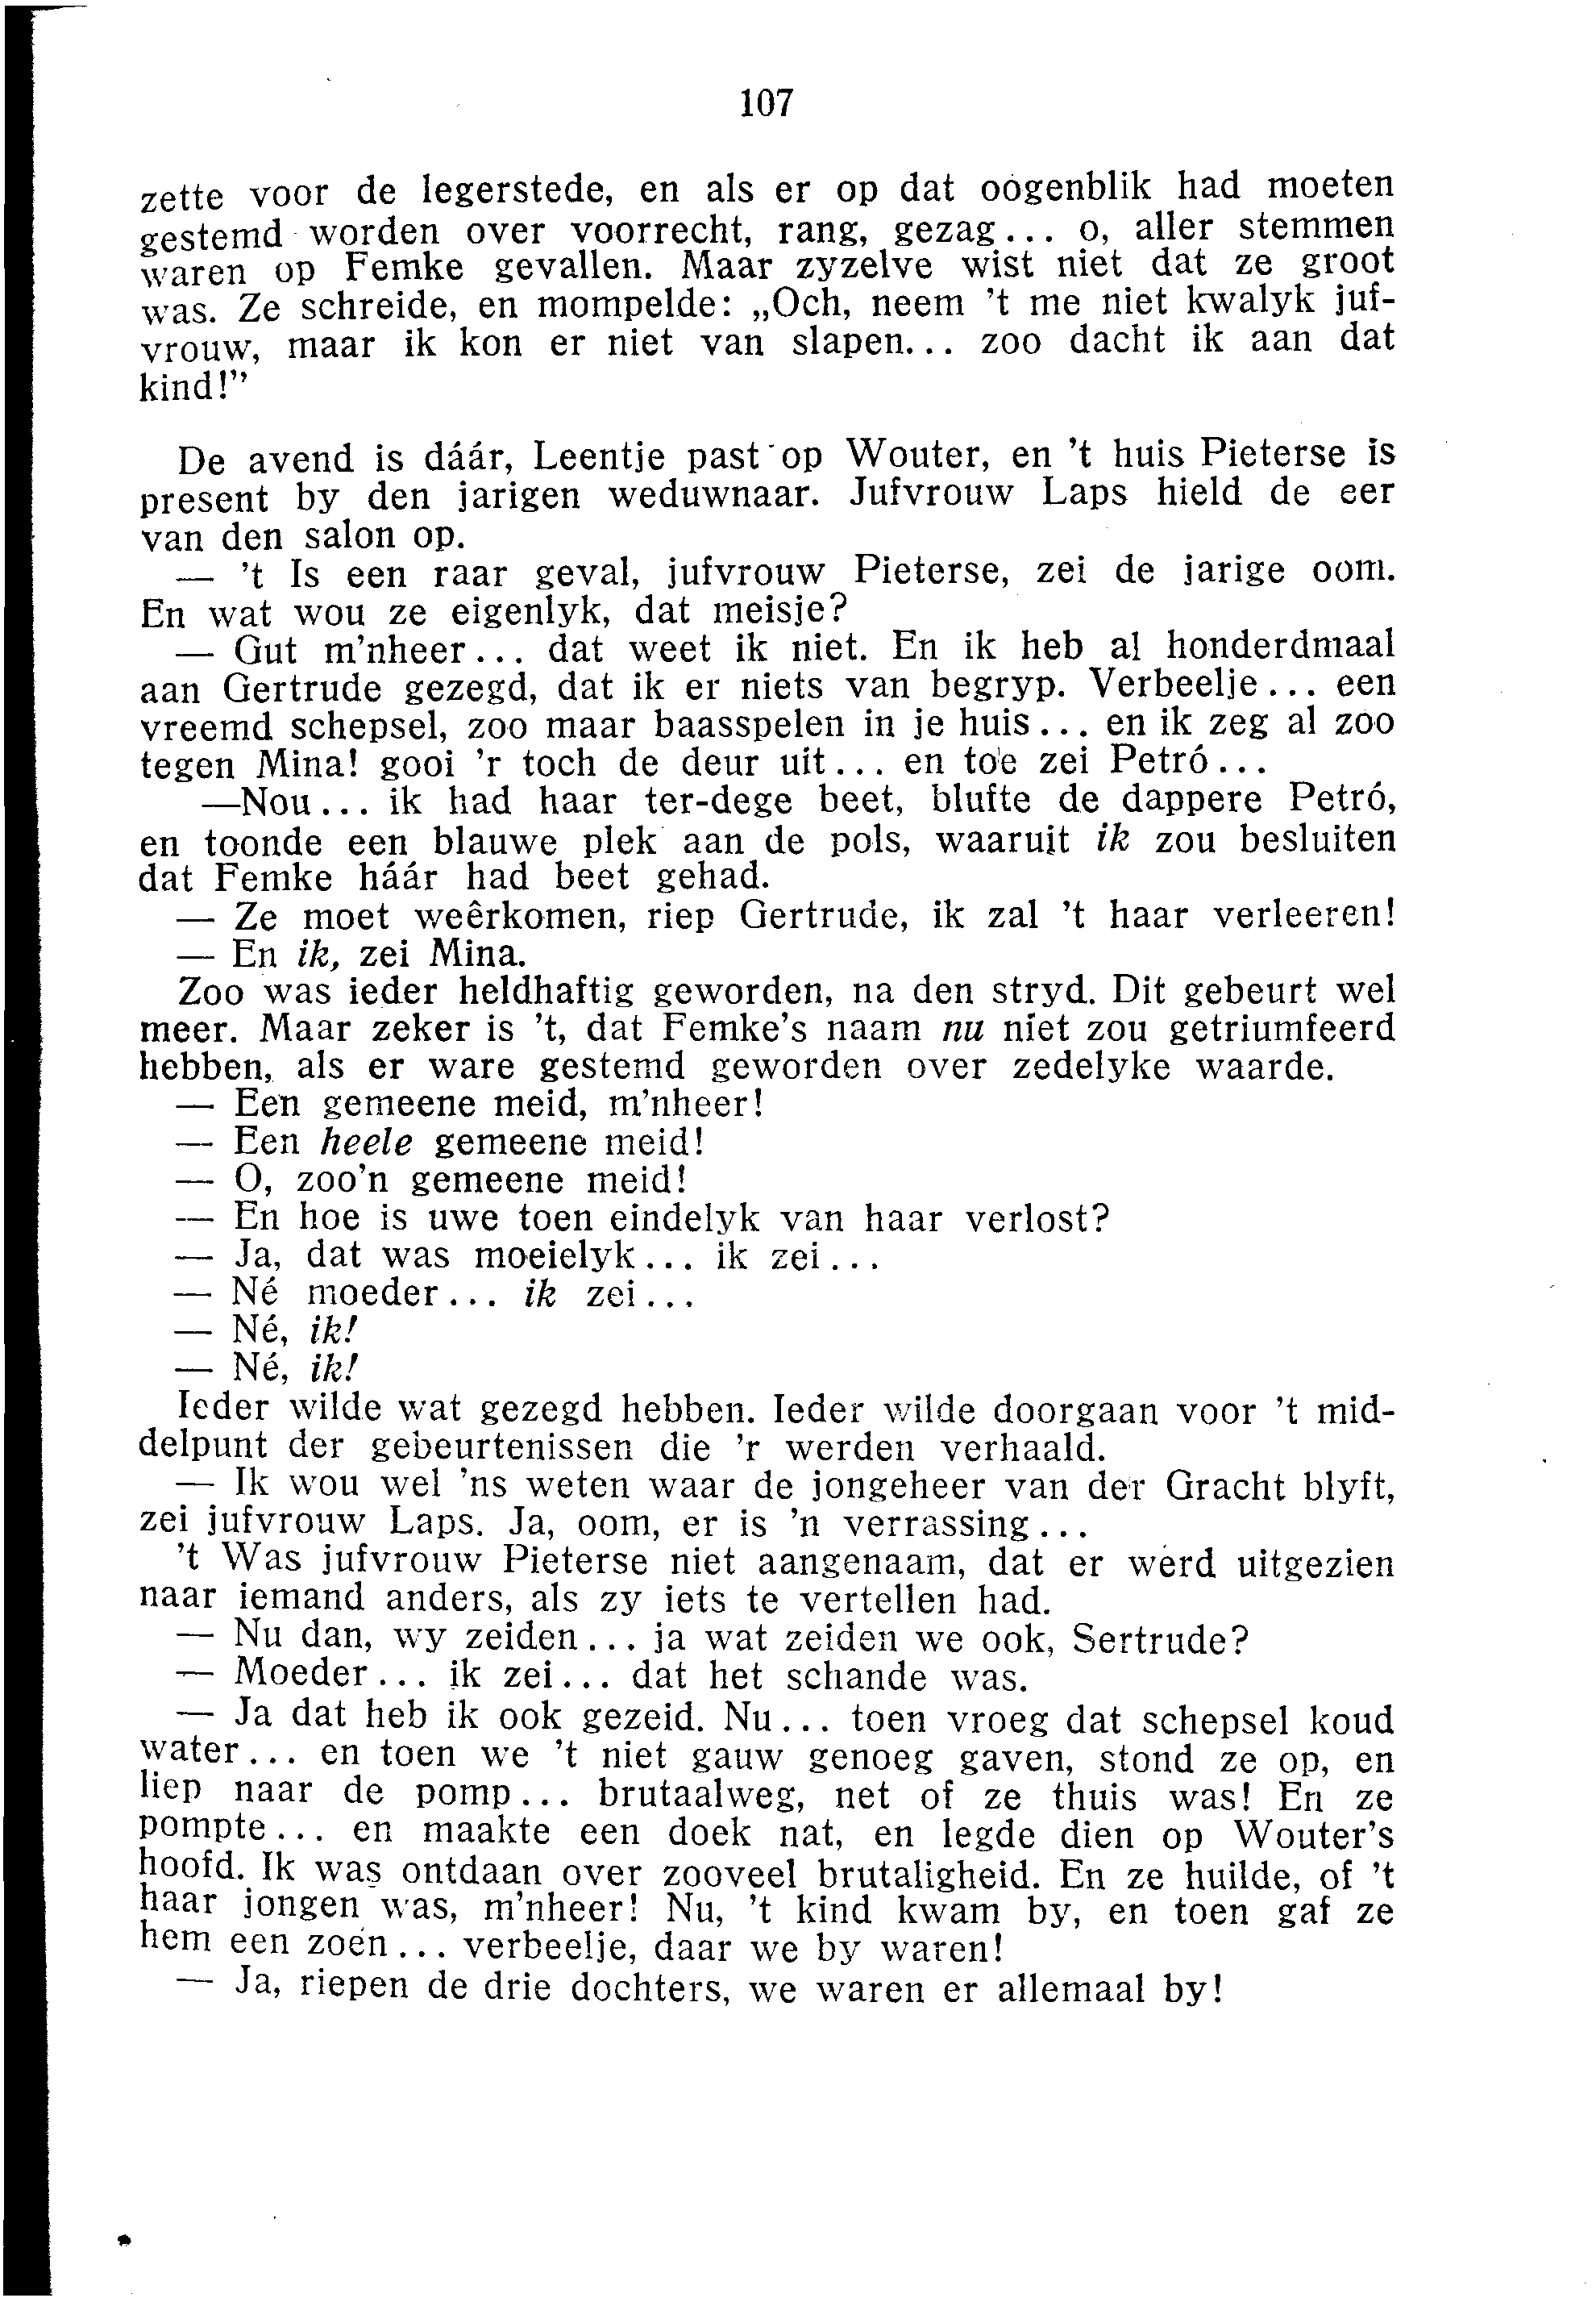 107
zette voor de legerstede, en als er op dat oogenblik had moeten
gestemd worden over voorrecht, rang, gezag... o, aller stemmen
waren op Femke gevallen. Maar zyzelve wist niet dat ze groot
was. Ze schreide, en mompelde: „Och, neem 't me niet kwalyk juf-
vrouw, maar ik kon er niet van slapen... zoo dacht ik aan dat
kind!”
De avend is dáár, Leentje past op Wouter, en 't huis Pieterse is
present by den jarigen weduwnaar. Jufvrouw Laps hield de eer
van den salon op.
— 't Is een raar geval, jufvrouw Pieterse, zei de jarige oom.
En wat wou ze eigenlyk, dat meisje?
— Gut m'nheer... dat weet ik niet. En ik heb al honderdmaal
aan Gertrude gezegd, dat ik er niets van begryp. Verbeelje... een
vreemd schepsel, zoo maar baasspelen in je huis... en ik zeg al zoo
tegen Mina! gooi 'r toch de deur uit... en toe zei Petró...
—Nou... ik had haar ter-dege beet, blufte de dappere Petró,
en toonde een blauwe plek aan de pols, waaruit ik zou besluiten
dat Femke háár had beet gehad.
— Ze moet weêrkomen, riep Gertrude, ik zal 't haar verleeren!
— En ik, zei Mina.
Zoo was ieder heldhaftig geworden, na den stryd. Dit gebeurt wel
meer. Maar zeker is 't, dat Femke's naam nu niet zou getriumfeerd
hebben, als er ware gestemd geworden over zedelyke waarde.
— Een gemeene meid, m'nheer!
— Een heele gemeene meid!
— O, zoo'n gemeene meid!
— En hoe is uwe toen eindelyk van haar verlost?
— Ja, dat was moeielyk... ik zei...
— Né moeder... ik zei...
— Né, ik!
— Né, ik!
Ieder wilde wat gezegd hebben. Ieder wilde doorgaan voor 't mid-
delpunt der gebeurtenissen die 'r werden verhaald.
— Ik wou wel 'ns weten waar de jongeheer van der Gracht blyft,
zei jufvrouw Laps. Ja, oom, er is 'n verrassing...
't Was jufvrouw Pieterse niet aangenaam, dat er werd uitgezien
naar iemand anders, als zy iets te vertellen had.
— Nu dan, wy zeiden... ja wat zeiden we ook, Sertrude?
— Moeder... ik zei... dat het schande was.
— Ja dat heb ik ook gezeid. Nu... toen vroeg dat schepsel koud
water... en toen we 't niet gauw genoeg gaven, stond ze op, en
liep naar de pomp... brutaalweg, net of ze thuis was! En ze
pompte... en maakte een doek nat, en legde dien op Wouter's
hoofd. Ik was ontdaan over zooveel brutaligheid. En ze huilde, of 't
haar jongen was, m'nheer! Nu, 't kind kwam by, en toen gaf ze
hem een zoen... verbeelje, daar we by waren!
— Ja, riepen de drie dochters, we waren er allemaal by!